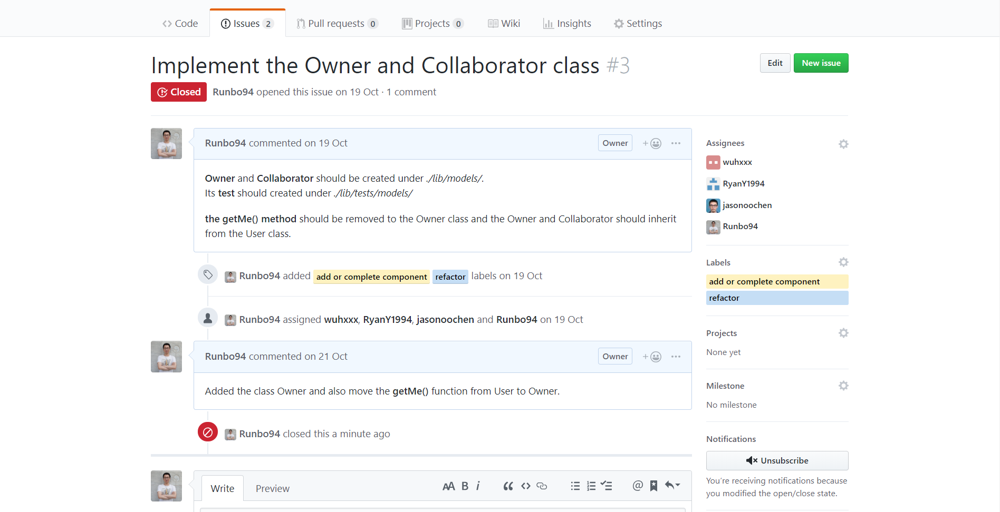 Code Issues 2 Pull requests 0 Projects 0 Wiki Insights Settings
Implement the Owner and Collaborator class #3
Edit New issue
Closed Runbo94 opened this issue on 19 Oct · 1 comment
Runbo94 commented on 19 Oct
Owner
Owner and Collaborator should be created under ./lib/models/.
Its test should created under ./lib/tests/models/
the getMe() method should be removed to the Owner class and the Owner and Collaborator should inherit
from the User class.
Runbo94 added add or complete component refactor labels on 19 Oct
Runbo94 assigned wuhxxx, RyanY1994, jasonoochen and Runbo94 on 19 Oct
Runbo94 commented on 21 Oct
Owner
Added the class Owner and also move the getMe() function from User to Owner.
Runbo94 closed this a minute ago
Write Preview AA B i
Assignees
wuhxxx
RyanY1994
jasonoochen
Runbo94
Labels
add or complete component
refactor
Projects
None yet
Milestone
No milestone
Notifications
Unsubscribe
You’re receiving notifications because
you modified the open/close state.